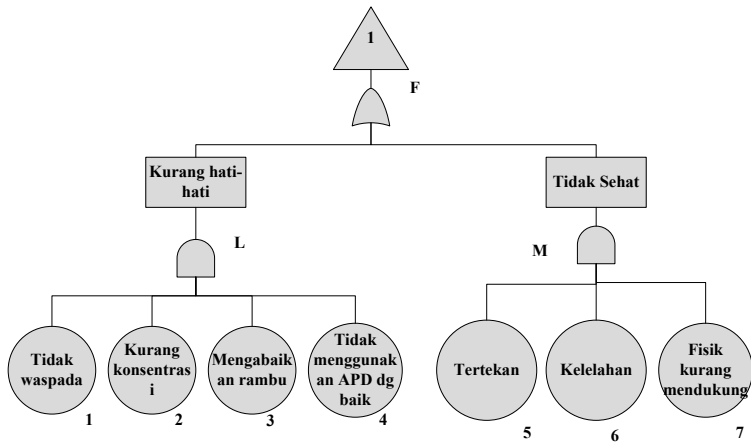 1
F
Kurang hati-
hati
Tidak Sehat
L
M
Tidak
waspada
1
Kurang
konsentras
i
2
Mengabaik
an rambu
3
Tidak
menggunak
an APD dg
baik
4
Tertekan
5
Kelelahan
6
Fisik
kurang
mendukung
7